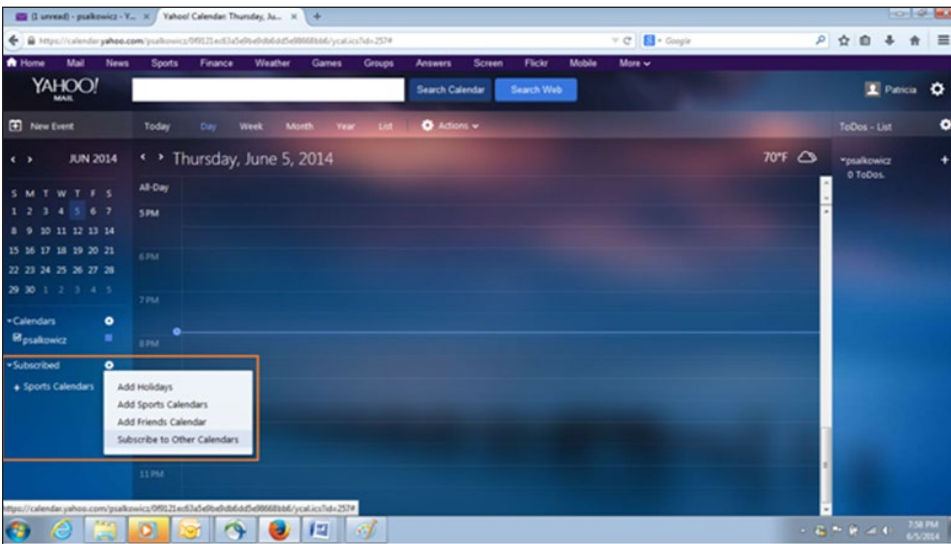 (1 unread) - psalkowicz - Y...
Yahoo! Calendar: Thursday, Ju...
Google
Home Mail News Sports Finance Weather Games Groups Answers Screen Flickr Mobile More
YAHOO!
MAIL
Search Calendar
Search Web
Patricia
New Event
Today Day Week Month Year List Actions
ToDos - List
JUN 2014
Thursday, June 5, 2014
70°F
psalkowicz
0 ToDos.
S M T W T F S
1 2 3 4 5 6 7
8 9 10 11 12 13 14
15 16 17 18 19 20 21
22 23 24 25 26 27 28
29 30 1 2 3 4 5
All-Day
5 PM
6 PM
7 PM
8 PM
11 PM
Calendars
psalkowicz
Subscribed
+ Sports Calendars
Add Holidays
Add Sports Calendars
Add Friends Calendar
Subscribe to Other Calendars
7:58 PM
6/5/2014